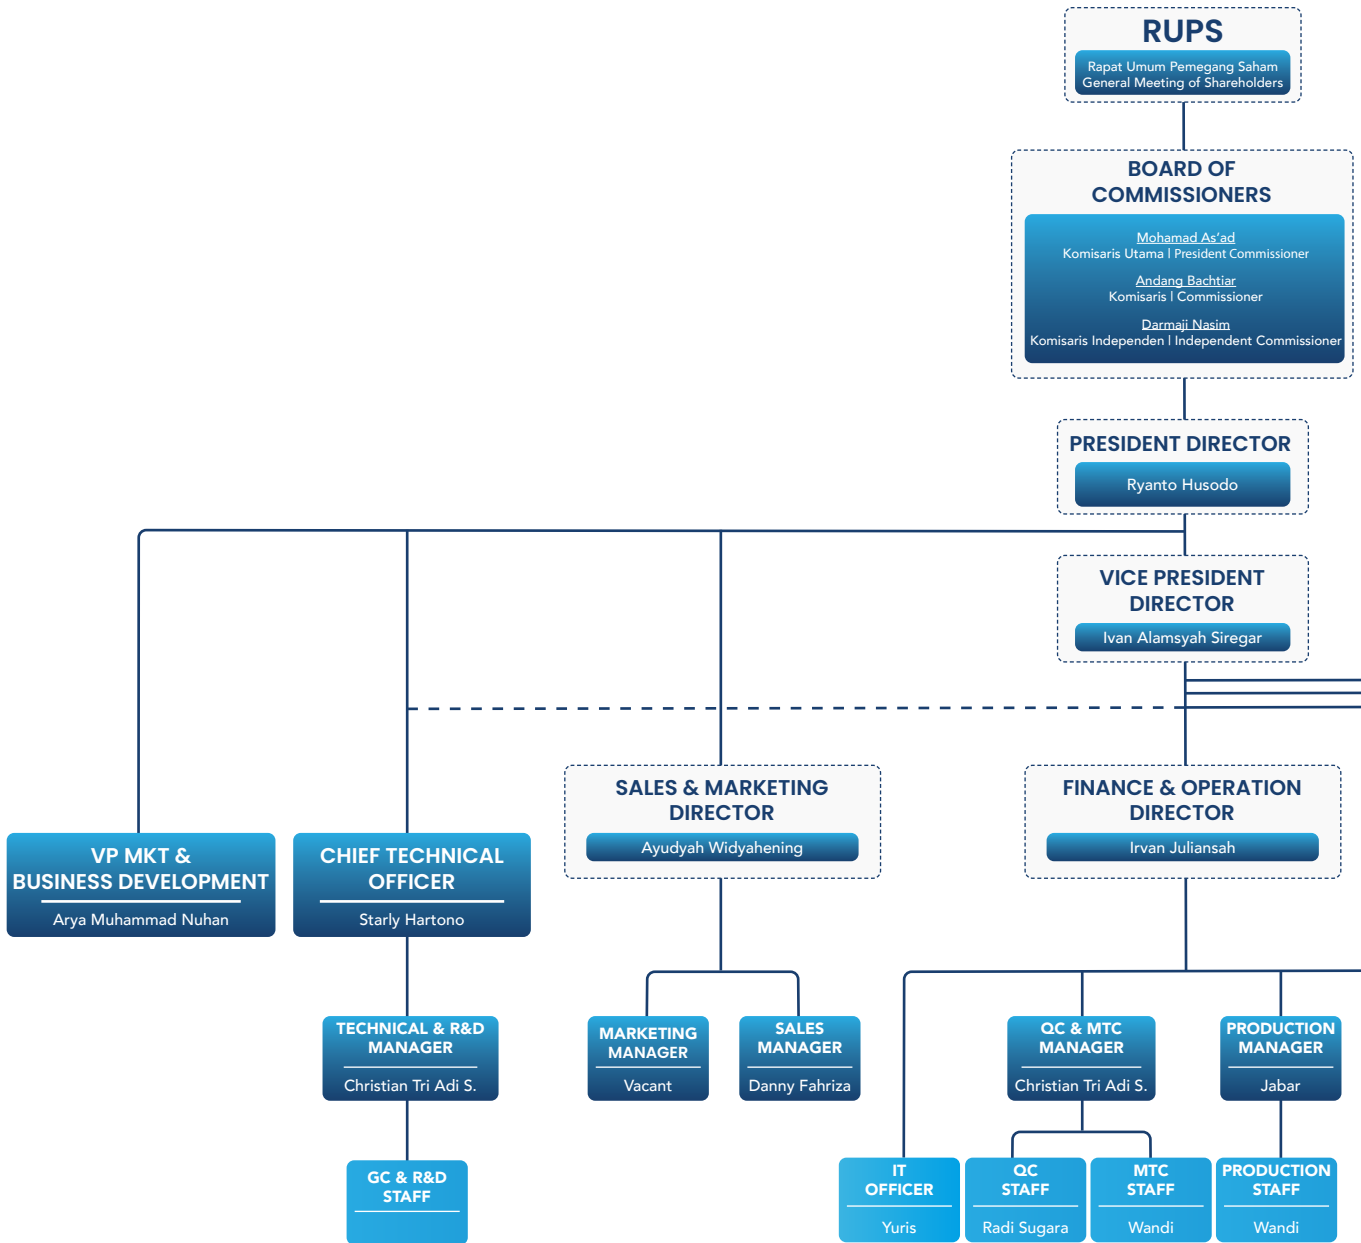 RUPS
Rapat Umum Pemegang Saham
General Meeting of Shareholders
BOARD OF
COMMISSIONERS
Mohamad As'ad
Komisaris Utama | President Commissioner
Andang Bachtiar
Komisaris | Commissioner
Darmaji Nasim
Komisaris Independen | Independent Commissioner
PRESIDENT DIRECTOR
Ryanto Husodo
VICE PRESIDENT
DIRECTOR
Ivan Alamsyah Siregar
SALES & MARKETING
DIRECTOR
Ayudyah Widyahening
FINANCE & OPERATION
DIRECTOR
Irvan Juliansah
VP MKT &
BUSINESS DEVELOPMENT
Arya Muhammad Nuhan
CHIEF TECHNICAL
OFFICER
Starly Hartono
TECHNICAL & R&D
MANAGER
Christian Tri Adi S.
MARKETING
MANAGER
Vacant
SALES
MANAGER
Danny Fahriza
QC & MTC
MANAGER
Christian Tri Adi S.
PRODUCTION
MANAGER
Jabar
GC & R&D
STAFF
IT
OFFICER
Yuris
QC
STAFF
Radi Sugara
MTC
STAFF
Wandi
PRODUCTION
STAFF
Wandi